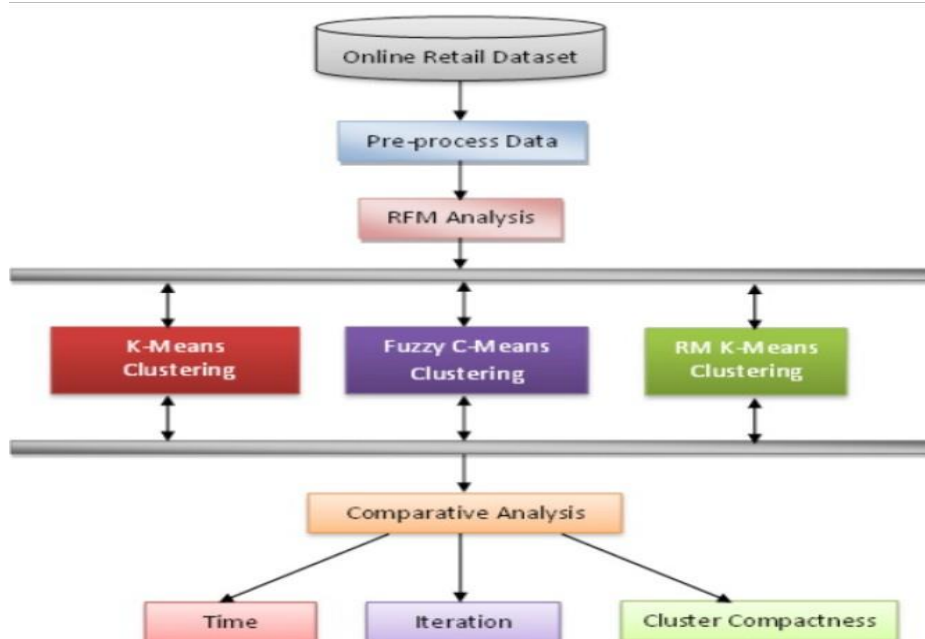 Online Retail Dataset
Pre-process Data
RFM Analysis
K-Means
Clustering
Fuzzy C-Means
Clustering
RM K-Means
Clustering
Comparative Analysis
Time
Iteration
Cluster Compactness